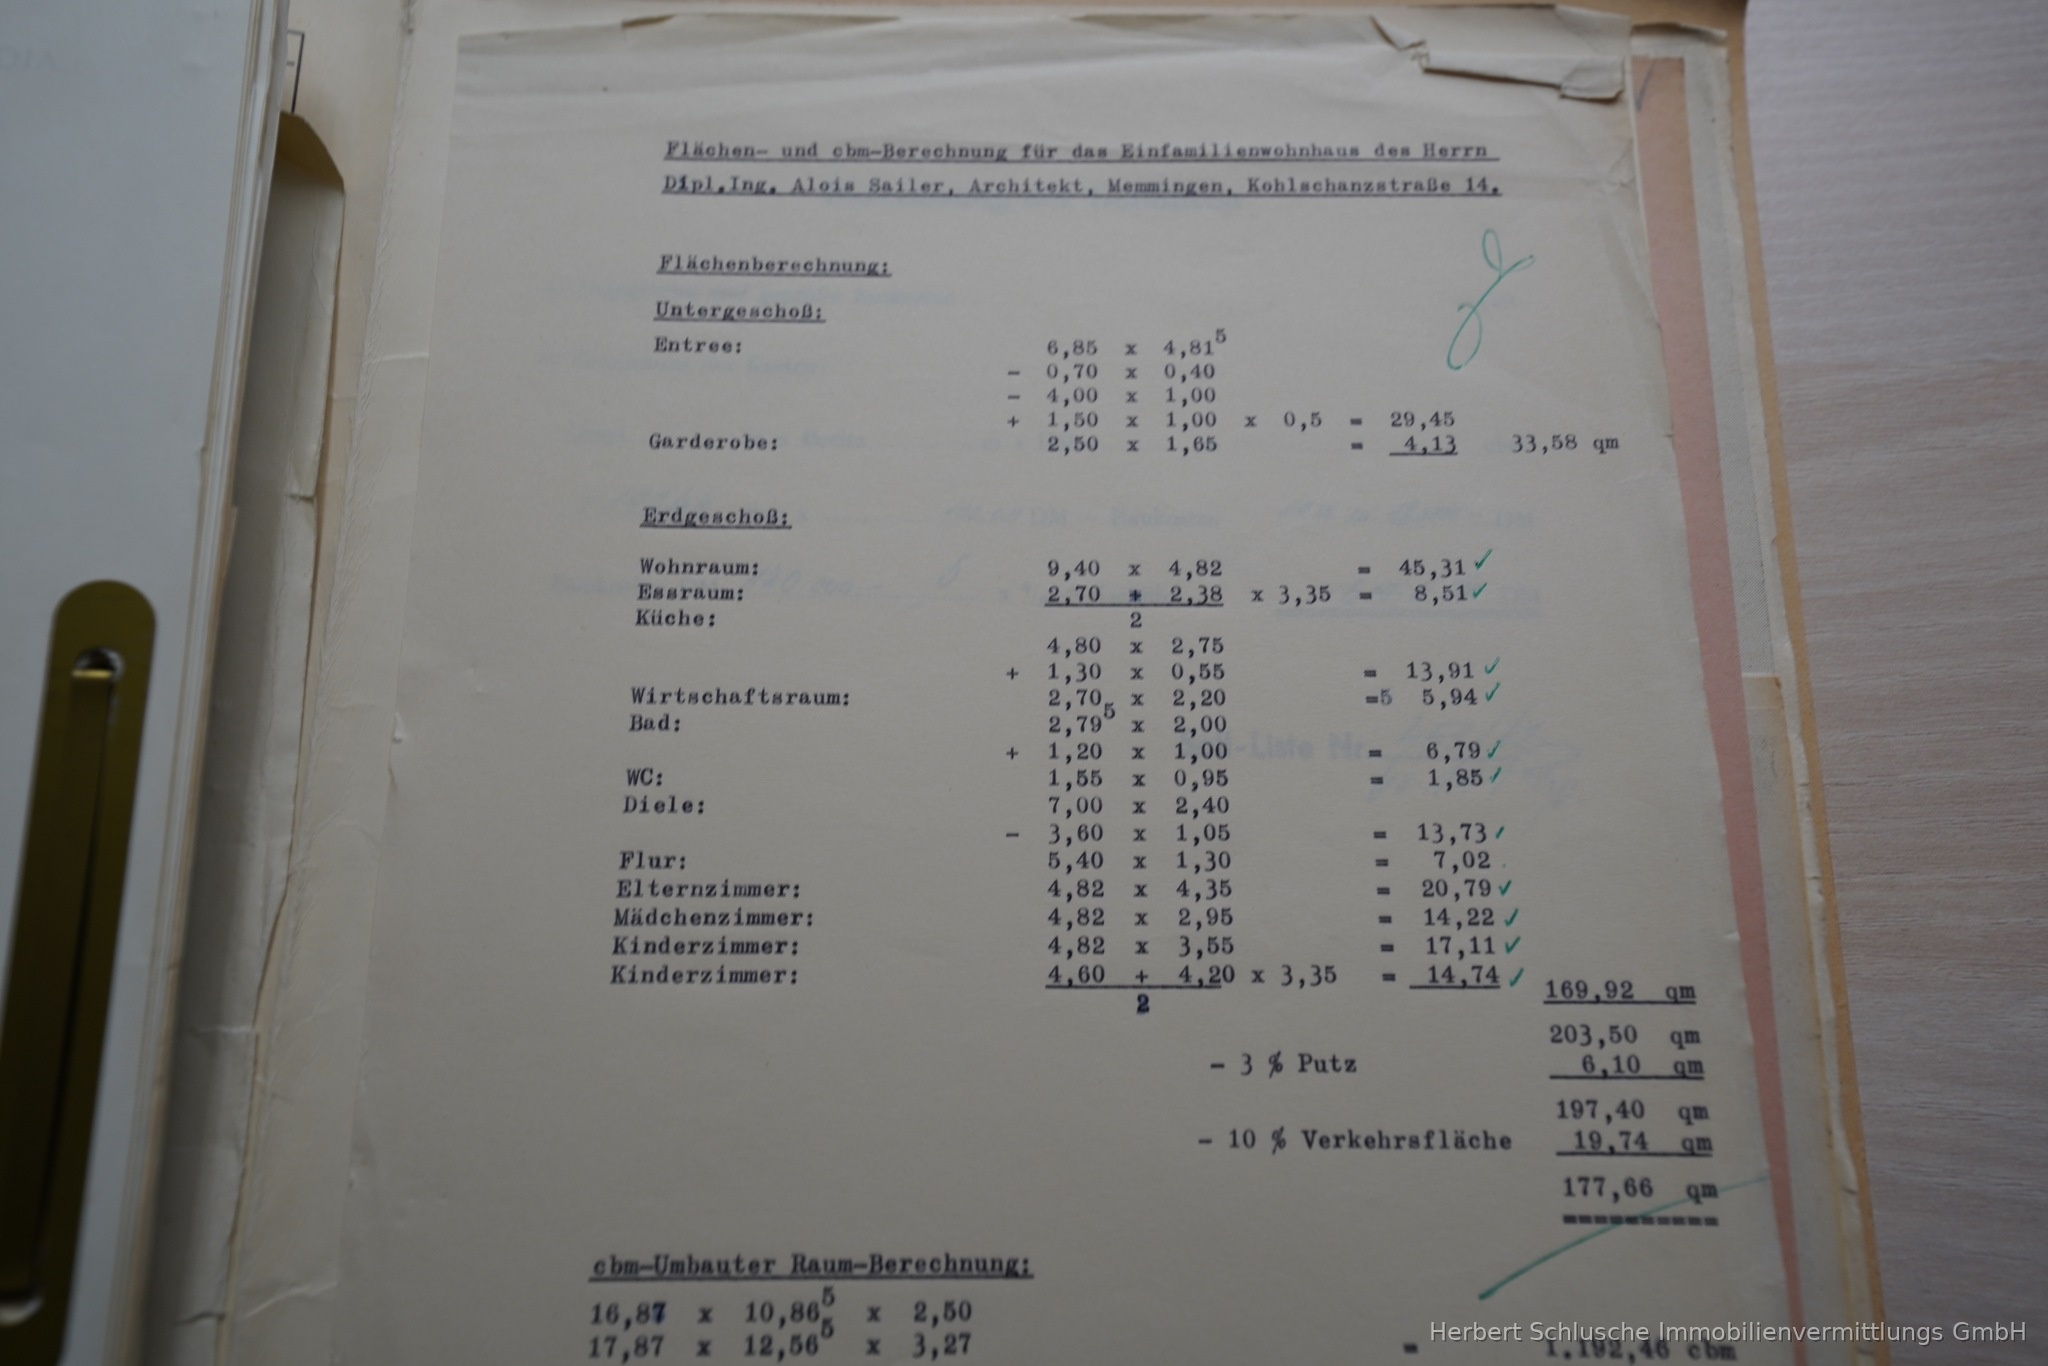 Flächen- und cbm-Berechnung für das Einfamilienwohnhaus des Herrn
Dipl.Ing. Alois Sailer, Architekt, Memmingen, Kohlschanzstraße 14.
Flächenberechnung:
Untergeschoß:
Entree: 6,85 x 4,81⁵
- 0,70 x 0,40
- 4,00 x 1,00
+ 1,50 x 1,00 x 0,5 = 29,45
Garderobe: 2,50 x 1,65 = 4,13 33,58 qm
Erdgeschoß:
Wohnraum: 9,40 x 4,82 = 45,31 ✓
Essraum: 2,70 + 2,38 x 3,35 = 8,51 ✓
Küche: 2
4,80 x 2,75
+ 1,30 x 0,55 = 13,91 ✓
Wirtschaftsraum: 2,70 x 2,20 =5 5,94 ✓
Bad: 2,79⁵ x 2,00
+ 1,20 x 1,00 = 6,79 ✓
WC: 1,55 x 0,95 = 1,85 ✓
Diele: 7,00 x 2,40
- 3,60 x 1,05 = 13,73 ✓
Flur: 5,40 x 1,30 = 7,02
Elternzimmer: 4,82 x 4,35 = 20,79 ✓
Mädchenzimmer: 4,82 x 2,95 = 14,22 ✓
Kinderzimmer: 4,82 x 3,55 = 17,11 ✓
Kinderzimmer: 4,60 + 4,20 x 3,35 = 14,74 ✓ 169,92 qm
2
203,50 qm
- 3 % Putz 6,10 qm
197,40 qm
- 10 % Verkehrsfläche 19,74 qm
177,66 qm
==========
cbm-Umbauter Raum-Berechnung:
16,87 x 10,86⁵ x 2,50
17,87 x 12,56⁵ x 3,27 = 1.192,46 cbm
Herbert Schlusche Immobilienvermittlungs GmbH